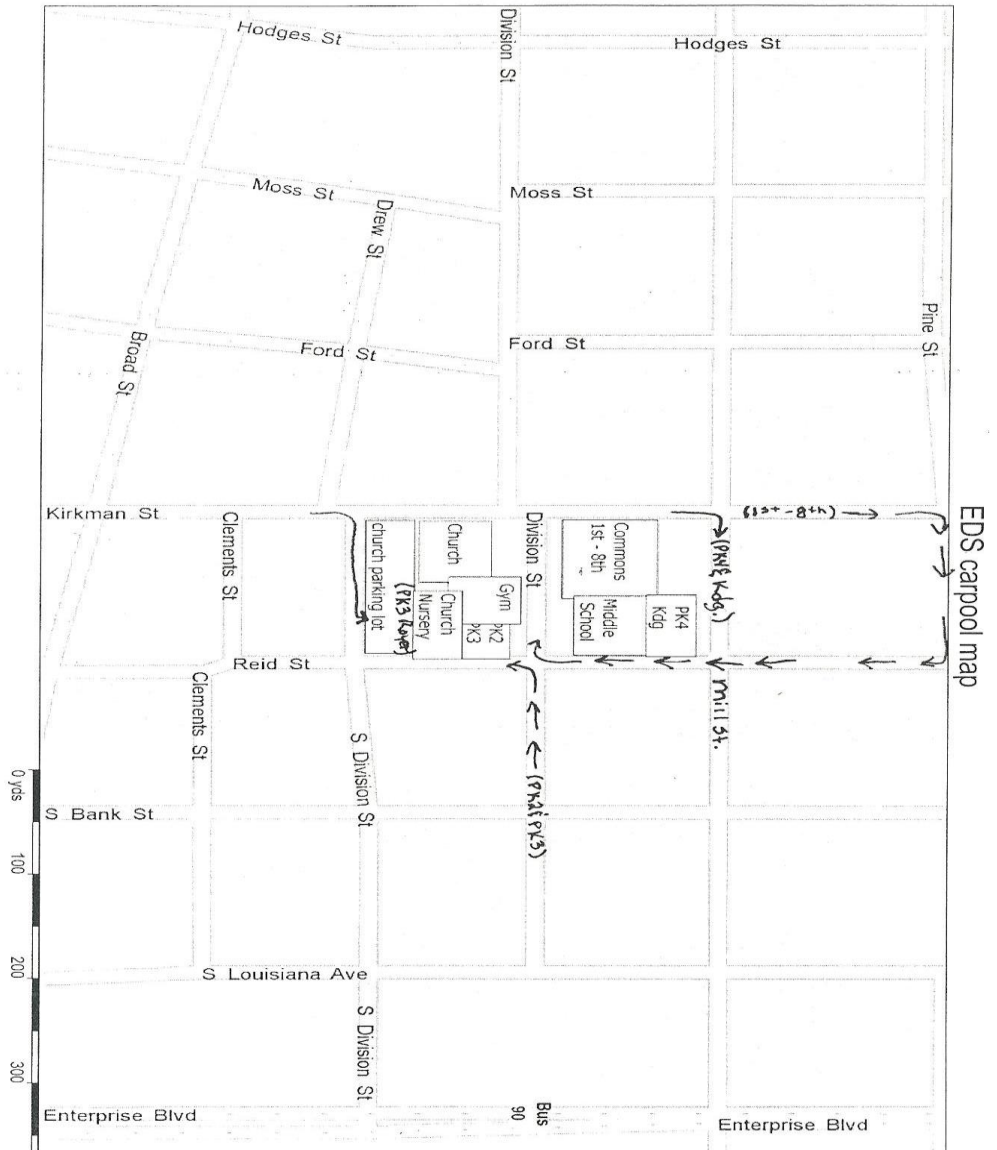 EDS carpool map
Hodges St
Hodges St
Division St
Moss St
Moss St
Drew St
Pine St
Broad St
Ford St
Ford St
Kirkman St
Clements St
church parking lot
(PK3 Royer)
Church
Church
Nursery
Gym
PK2
PK3
Division St
Commons
1st - 8th
Middle
School
PK4
Kdg
(PK4 & Kdg.)
(1st - 8th)
Reid St
Clements St
S Division St
(PK2 & PK3)
Mill St.
S Bank St
S Louisiana Ave
S Division St
Enterprise Blvd
Bus
90
Enterprise Blvd
0 yds
100
200
300